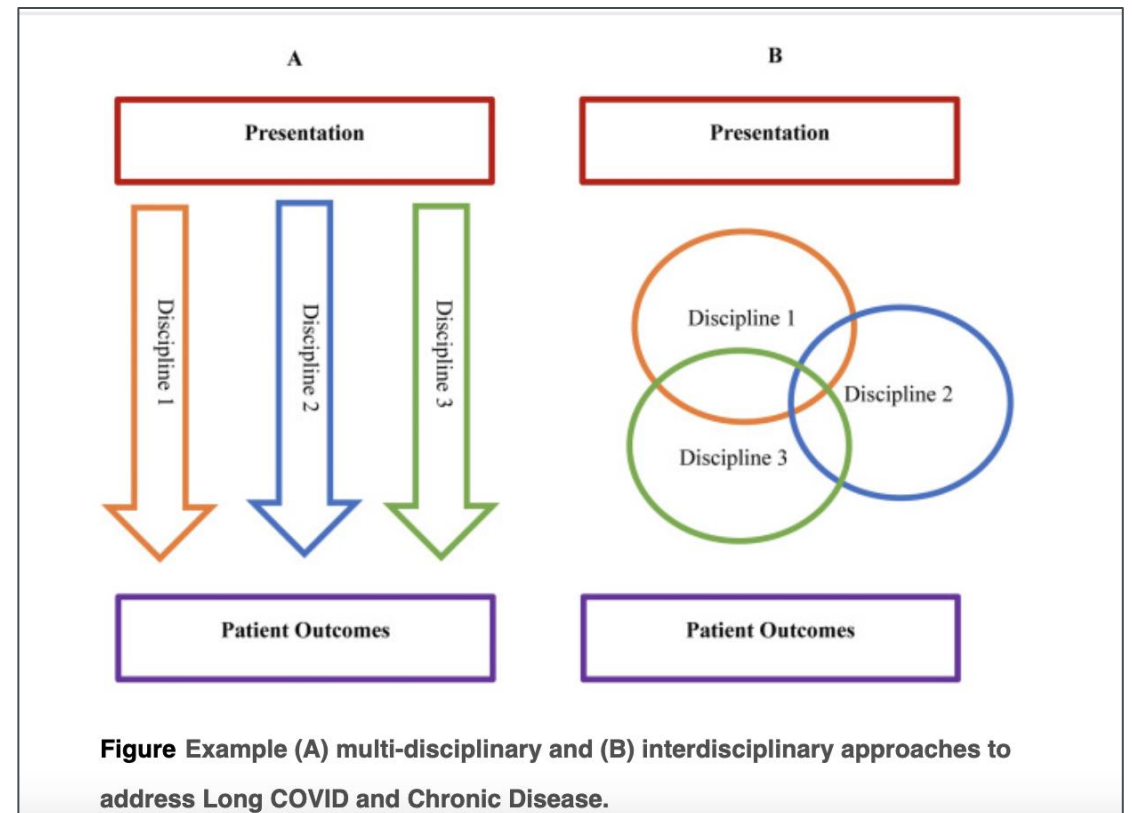 A
B
Presentation
Presentation
Discipline 1
Discipline 2
Discipline 3
Discipline 1
Discipline 2
Discipline 3
Patient Outcomes
Patient Outcomes
Figure Example (A) multi-disciplinary and (B) interdisciplinary approaches to
address Long COVID and Chronic Disease.